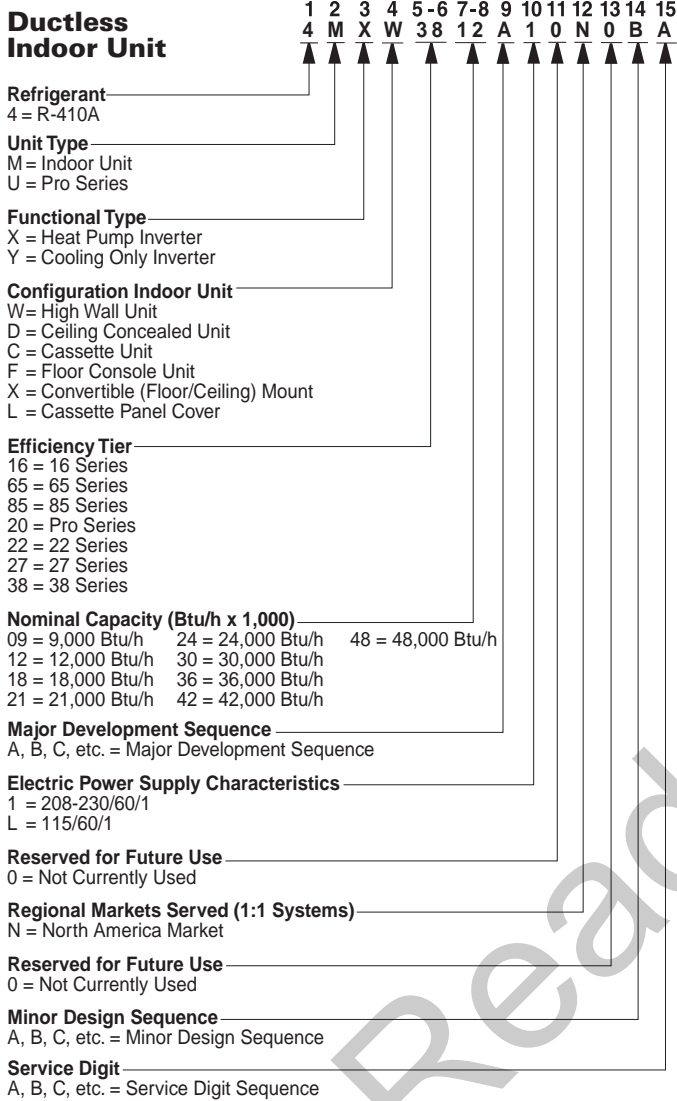 Ductless
Indoor Unit
1 2 3 4 5-6 7-8 9 10 11 12 13 14 15
4 M X W 38 12 A 1 0 N 0 B A
Refrigerant
4 = R-410A
Unit Type
M = Indoor Unit
U = Pro Series
Functional Type
X = Heat Pump Inverter
Y = Cooling Only Inverter
Configuration Indoor Unit
W= High Wall Unit
D = Ceiling Concealed Unit
C = Cassette Unit
F = Floor Console Unit
X = Convertible (Floor/Ceiling) Mount
L = Cassette Panel Cover
Efficiency Tier
16 = 16 Series
65 = 65 Series
85 = 85 Series
20 = Pro Series
22 = 22 Series
27 = 27 Series
38 = 38 Series
Nominal Capacity (Btu/h x 1,000)
09 = 9,000 Btu/h 24 = 24,000 Btu/h 48 = 48,000 Btu/h
12 = 12,000 Btu/h 30 = 30,000 Btu/h
18 = 18,000 Btu/h 36 = 36,000 Btu/h
21 = 21,000 Btu/h 42 = 42,000 Btu/h
Major Development Sequence
A, B, C, etc. = Major Development Sequence
Electric Power Supply Characteristics
1 = 208-230/60/1
L = 115/60/1
Reserved for Future Use
0 = Not Currently Used
Regional Markets Served (1:1 Systems)
N = North America Market
Reserved for Future Use
0 = Not Currently Used
Minor Design Sequence
A, B, C, etc. = Minor Design Sequence
Service Digit
A, B, C, etc. = Service Digit Sequence
Read